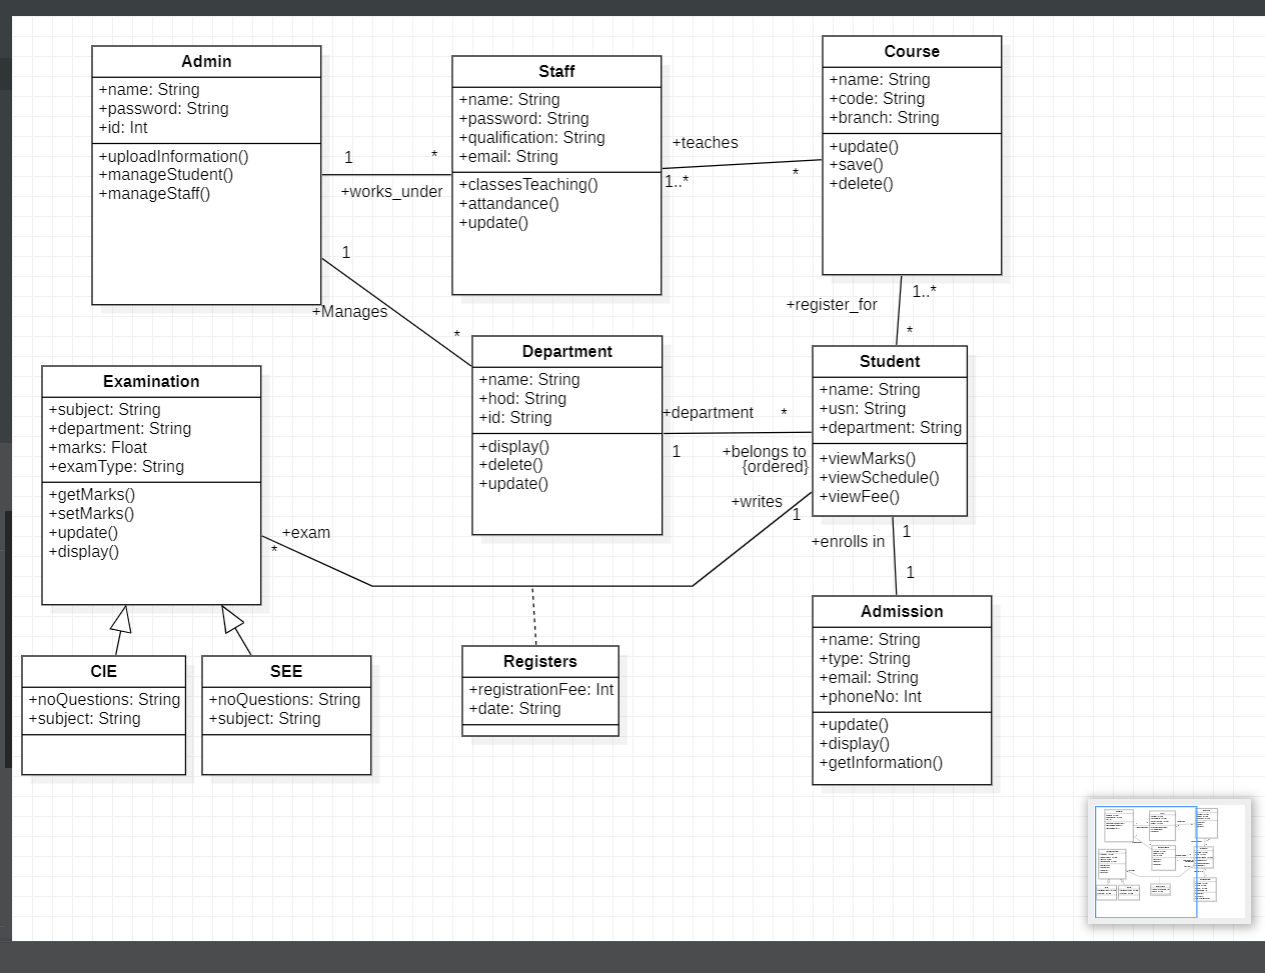 Admin
+name: String
+password: String
+id: Int
+uploadInformation()
+manageStudent()
+manageStaff()
1
*
+works_under
Staff
+name: String
+password: String
+qualification: String
+email: String
+classesTeaching()
+attandance()
+update()
+teaches
1..*
*
Course
+name: String
+code: String
+branch: String
+update()
+save()
+delete()
1
+Manages
*
1..*
+register_for
*
Examination
+subject: String
+department: String
+marks: Float
+examType: String
+getMarks()
+setMarks()
+update()
+display()
Department
+name: String
+hod: String
+id: String
+display()
+delete()
+update()
+department
*
1
+belongs to
{ordered}
Student
+name: String
+usn: String
+department: String
+viewMarks()
+viewSchedule()
+viewFee()
+writes
1
+exam
*
1
+enrolls in
1
CIE
+noQuestions: String
+subject: String
SEE
+noQuestions: String
+subject: String
Registers
+registrationFee: Int
+date: String
Admission
+name: String
+type: String
+email: String
+phoneNo: Int
+update()
+display()
+getInformation()